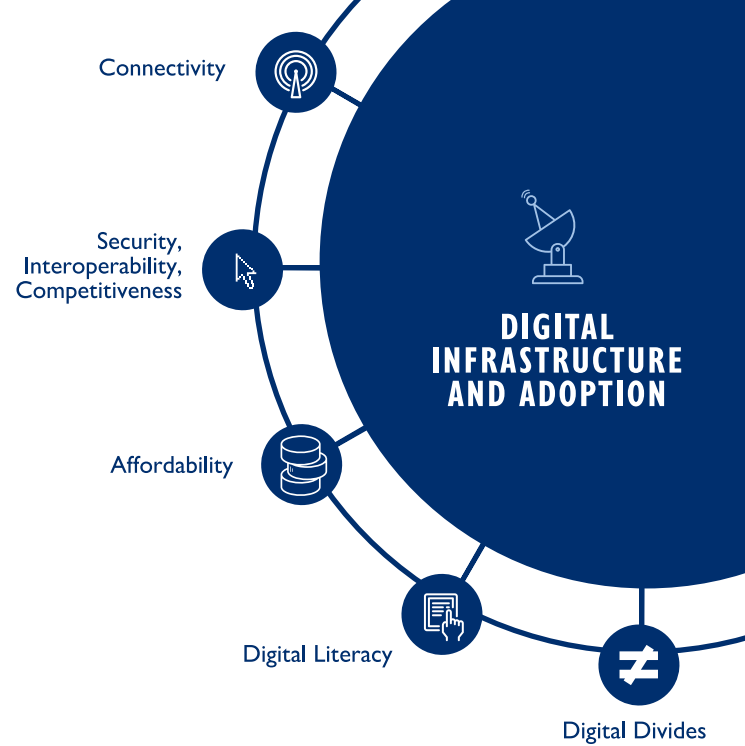 Connectivity
Security,
Interoperability,
Competitiveness
DIGITAL
INFRASTRUCTURE
AND ADOPTION
Affordability
Digital Literacy
Digital Divides